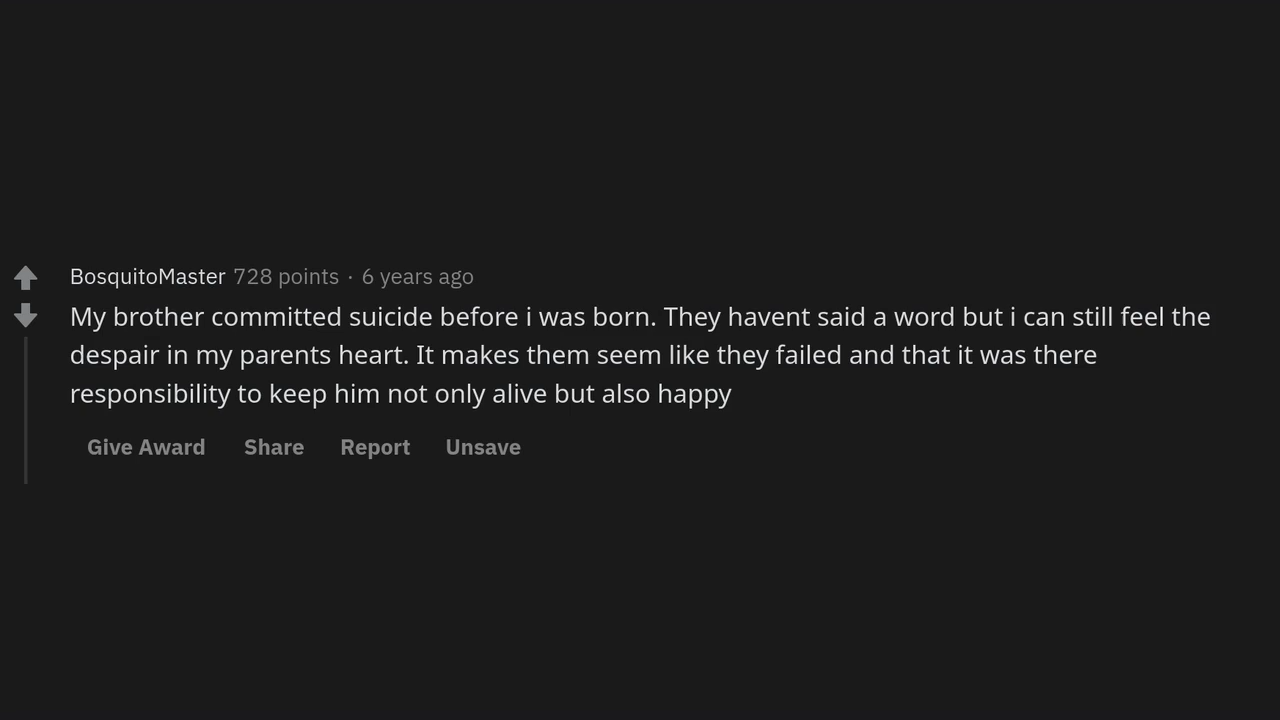 BosquitoMaster 728 points · 6 years ago
My brother committed suicide before i was born. They havent said a word but i can still feel the
despair in my parents heart. It makes them seem like they failed and that it was there
responsibility to keep him not only alive but also happy
Give Award Share Report Unsave